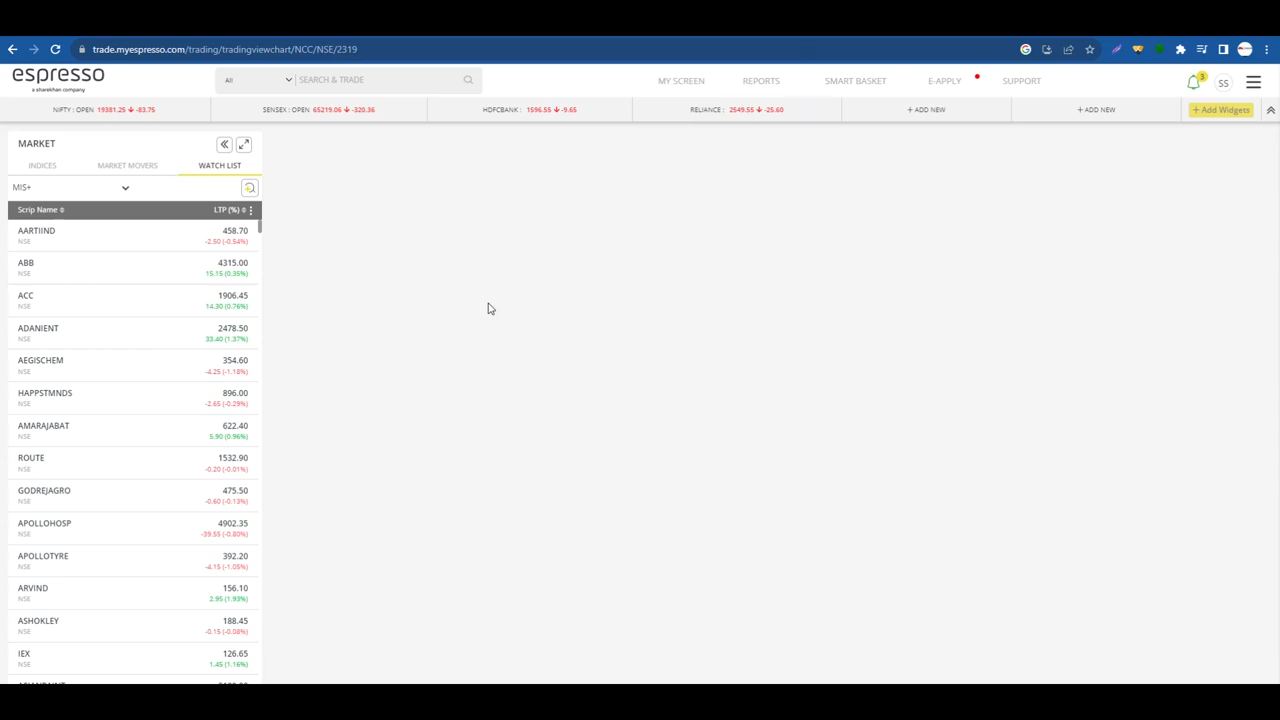 trade.myespresso.com/trading/tradingviewchart/NCC/NSE/2319
espresso
a sharekhan company
All SEARCH & TRADE
MY SCREEN REPORTS SMART BASKET E-APPLY SUPPORT 3 SS
NIFTY : OPEN 19381.25 -83.75 SENSEX : OPEN 65219.06 -320.36 HDFCBANK : 1596.55 -9.65 RELIANCE : 2549.55 -25.60 + ADD NEW + ADD NEW + Add Widgets
MARKET
INDICES MARKET MOVERS WATCH LIST
MIS+
Scrip Name LTP (%)
AARTIIND 458.70
NSE -2.50 (-0.54%)
ABB 4315.00
NSE 15.15 (0.35%)
ACC 1906.45
NSE 14.30 (0.76%)
ADANIENT 2478.50
NSE 33.40 (1.37%)
AEGISCHEM 354.60
NSE -4.25 (-1.18%)
HAPPSTMNDS 896.00
NSE -2.65 (-0.29%)
AMARAJABAT 622.40
NSE 5.90 (0.96%)
ROUTE 1532.90
NSE -0.20 (-0.01%)
GODREJAGRO 475.50
NSE -0.60 (-0.13%)
APOLLOHOSP 4902.35
NSE -39.55 (-0.80%)
APOLLOTYRE 392.20
NSE -4.15 (-1.05%)
ARVIND 156.10
NSE 2.95 (1.93%)
ASHOKLEY 188.45
NSE -0.15 (-0.08%)
IEX 126.65
NSE 1.45 (1.16%)